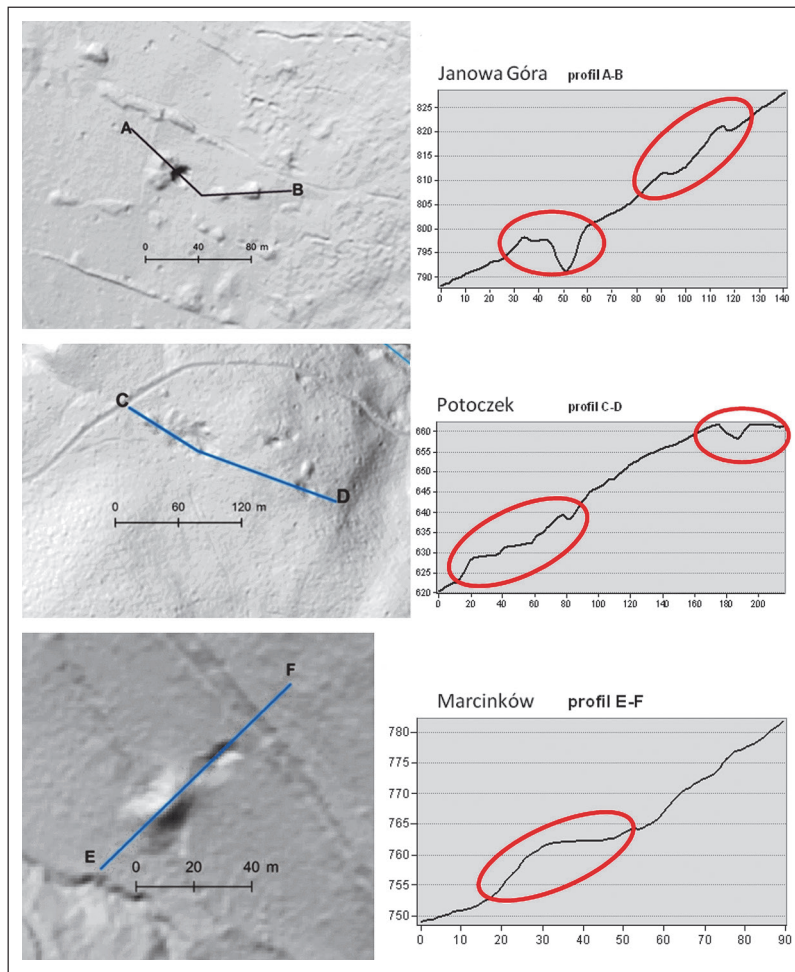 A
B
0 40 80 m
Janowa Góra profil A-B
825
820
815
810
805
800
795
790
0 10 20 30 40 50 60 70 80 90 100 110 120 130 140
C
D
0 60 120 m
Potoczek profil C-D
660
655
650
645
640
635
630
625
620
0 20 40 60 80 100 120 140 160 180 200
F
E
0 20 40 m
Marcinków profil E-F
780
775
770
765
760
755
750
0 10 20 30 40 50 60 70 80 90